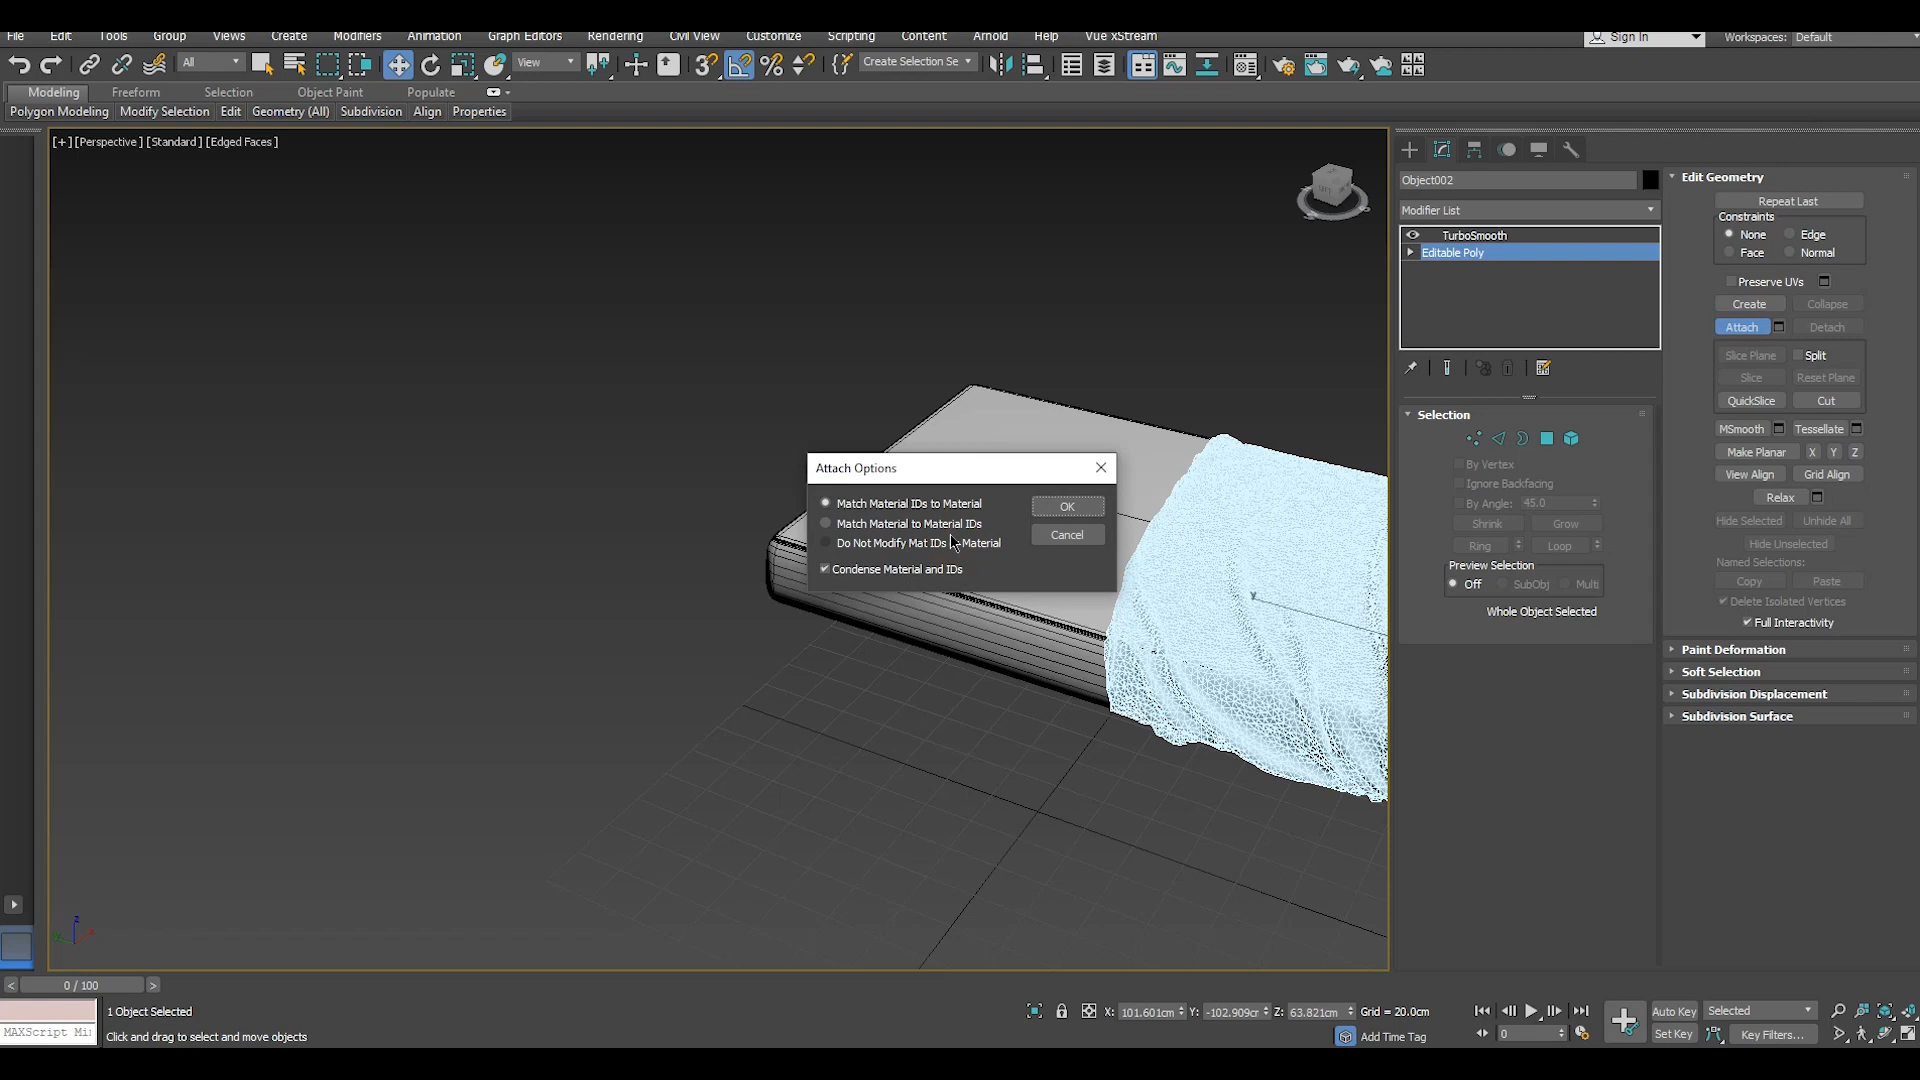 File Edit Tools Group Views Create Modifiers Animation Graph Editors Rendering Civil View Customize Scripting Content Arnold Help Vue xStream
Sign In Workspaces: Default
All View Create Selection Se
Modeling Freeform Selection Object Paint Populate
Polygon Modeling Modify Selection Edit Geometry (All) Subdivision Align Properties
[+] [Perspective] [Standard] [Edged Faces]
Object002
Modifier List
TurboSmooth
Editable Poly
Selection
By Vertex
Ignore Backfacing
By Angle: 45.0
Shrink Grow
Ring Loop
Preview Selection
Off SubObj Multi
Whole Object Selected
Edit Geometry
Repeat Last
Constraints
None Edge
Face Normal
Preserve UVs
Create Collapse
Attach Detach
Slice Plane Split
Slice Reset Plane
QuickSlice Cut
MSmooth Tessellate
Make Planar X Y Z
View Align Grid Align
Relax
Hide Selected Unhide All
Hide Unselected
Named Selections:
Copy Paste
Delete Isolated Vertices
Full Interactivity
Paint Deformation
Soft Selection
Subdivision Displacement
Subdivision Surface
Attach Options
Match Material IDs to Material
Match Material to Material IDs
Do Not Modify Mat IDs Material
Condense Material and IDs
OK
Cancel
y
z
x
< 0 / 100 >
1 Object Selected
MAXScript Mi
Click and drag to select and move objects
X: 101.601cm Y: -102.909cr Z: 63.821cm Grid = 20.0cm
Add Time Tag
0
Auto Key Selected
Set Key Key Filters...